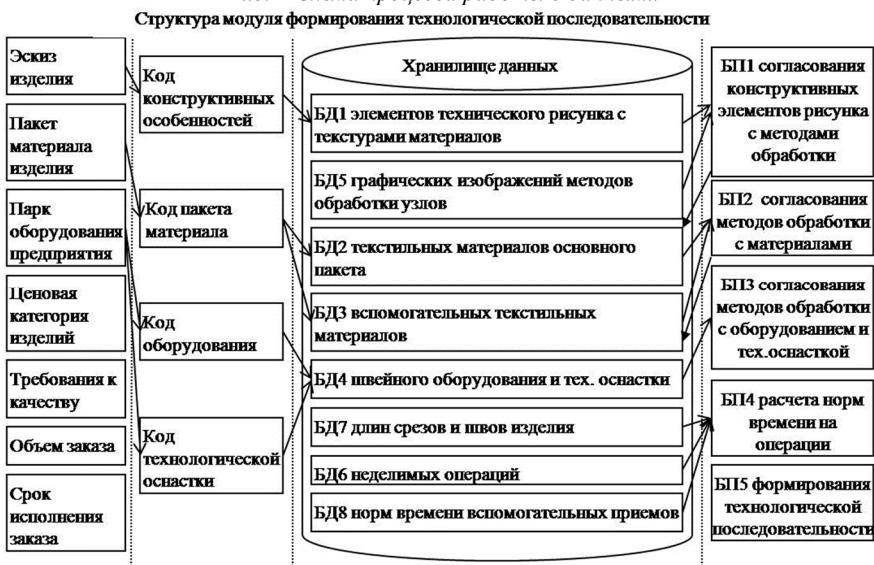 Структура модуля формирования технологической последовательности
Эскиз
изделия
Пакет
материала
изделия
Парк
оборудования
предприятия
Ценовая
категория
изделий
Требования к
качеству
Объем заказа
Срок
исполнения
заказа
Код
конструктивных
особенностей
Код пакета
материала
Код
оборудования
Код
технологической
оснастки
Хранилище данных
БД1 элементов технического рисунка с
текстурами материалов
БД5 графических изображений методов
обработки узлов
БД2 текстильных материалов основного
пакета
БД3 вспомогательных текстильных
материалов
БД4 швейного оборудования и тех. оснастки
БД7 длин срезов и швов изделия
БД6 неделимых операций
БД8 норм времени вспомогательных приемов
БП1 согласования
конструктивных
элементов рисунка
с методами
обработки
БП2 согласования
методов обработки
с материалами
БП3 согласования
методов обработки
с оборудованием и
тех.оснасткой
БП4 расчета норм
времени на
операции
БП5 формирования
технологической
последовательности